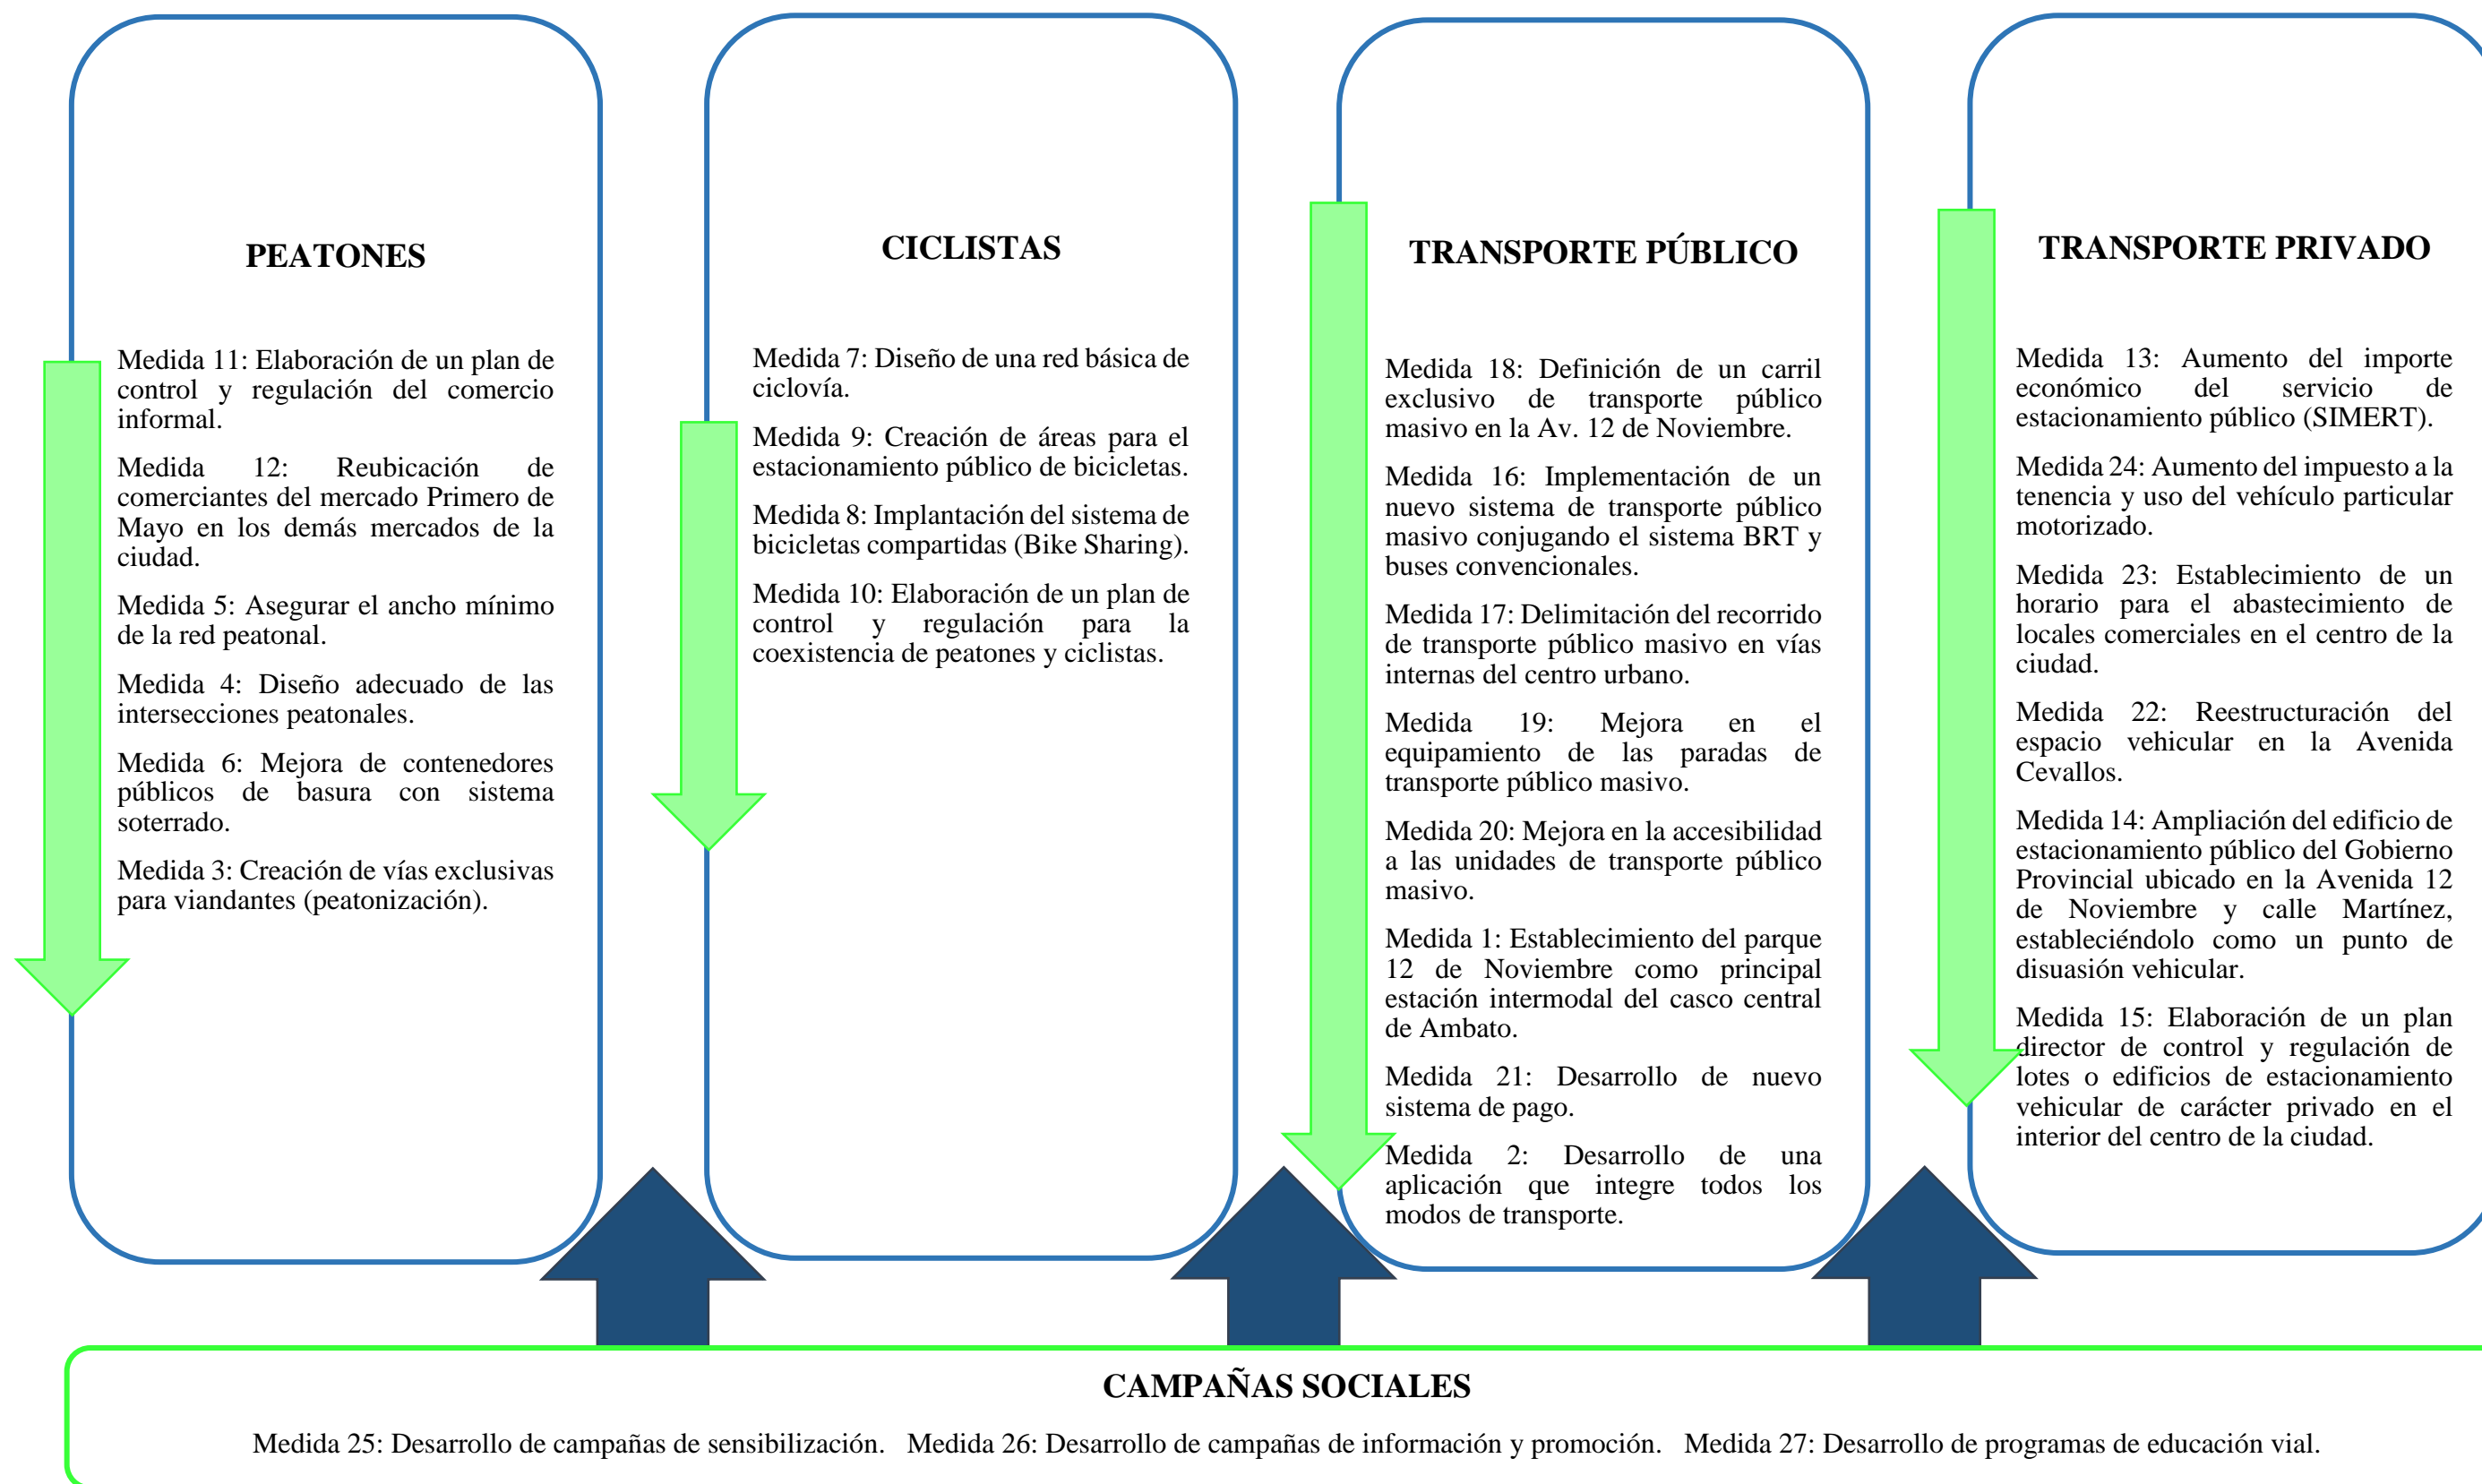 PEATONES
Medida 11: Elaboración de un plan de
control y regulación del comercio
informal.
Medida 12: Reubicación de
comerciantes del mercado Primero de
Mayo en los demás mercados de la
ciudad.
Medida 5: Asegurar el ancho mínimo
de la red peatonal.
Medida 4: Diseño adecuado de las
intersecciones peatonales.
Medida 6: Mejora de contenedores
públicos de basura con sistema
soterrado.
Medida 3: Creación de vías exclusivas
para viandantes (peatonización).
CICLISTAS
Medida 7: Diseño de una red básica de
ciclovía.
Medida 9: Creación de áreas para el
estacionamiento público de bicicletas.
Medida 8: Implantación del sistema de
bicicletas compartidas (Bike Sharing).
Medida 10: Elaboración de un plan de
control y regulación para la
coexistencia de peatones y ciclistas.
TRANSPORTE PÚBLICO
Medida 18: Definición de un carril
exclusivo de transporte público
masivo en la Av. 12 de Noviembre.
Medida 16: Implementación de un
nuevo sistema de transporte público
masivo conjugando el sistema BRT y
buses convencionales.
Medida 17: Delimitación del recorrido
de transporte público masivo en vías
internas del centro urbano.
Medida 19: Mejora en el
equipamiento de las paradas de
transporte público masivo.
Medida 20: Mejora en la accesibilidad
a las unidades de transporte público
masivo.
Medida 1: Establecimiento del parque
12 de Noviembre como principal
estación intermodal del casco central
de Ambato.
Medida 21: Desarrollo de nuevo
sistema de pago.
Medida 2: Desarrollo de una
aplicación que integre todos los
modos de transporte.
TRANSPORTE PRIVADO
Medida 13: Aumento del importe
económico del servicio de
estacionamiento público (SIMERT).
Medida 24: Aumento del impuesto a la
tenencia y uso del vehículo particular
motorizado.
Medida 23: Establecimiento de un
horario para el abastecimiento de
locales comerciales en el centro de la
ciudad.
Medida 22: Reestructuración del
espacio vehicular en la Avenida
Cevallos.
Medida 14: Ampliación del edificio de
estacionamiento público del Gobierno
Provincial ubicado en la Avenida 12
de Noviembre y calle Martínez,
estableciéndolo como un punto de
disuasión vehicular.
Medida 15: Elaboración de un plan
director de control y regulación de
lotes o edificios de estacionamiento
vehicular de carácter privado en el
interior del centro de la ciudad.
CAMPAÑAS SOCIALES
Medida 25: Desarrollo de campañas de sensibilización. Medida 26: Desarrollo de campañas de información y promoción. Medida 27: Desarrollo de programas de educación vial.